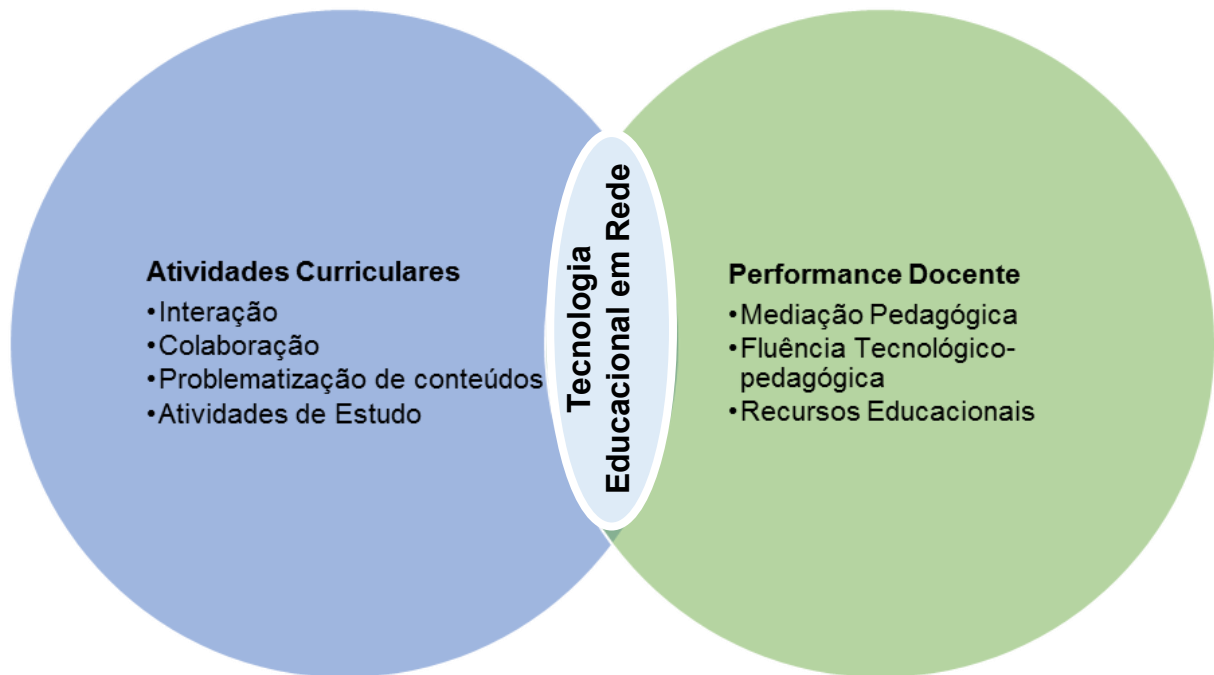 Atividades Curriculares
•Interação
•Colaboração
•Problematização de conteúdos
•Atividades de Estudo
Tecnologia
Educacional em Rede
Performance Docente
•Mediação Pedagógica
•Fluência Tecnológico-
pedagógica
•Recursos Educacionais